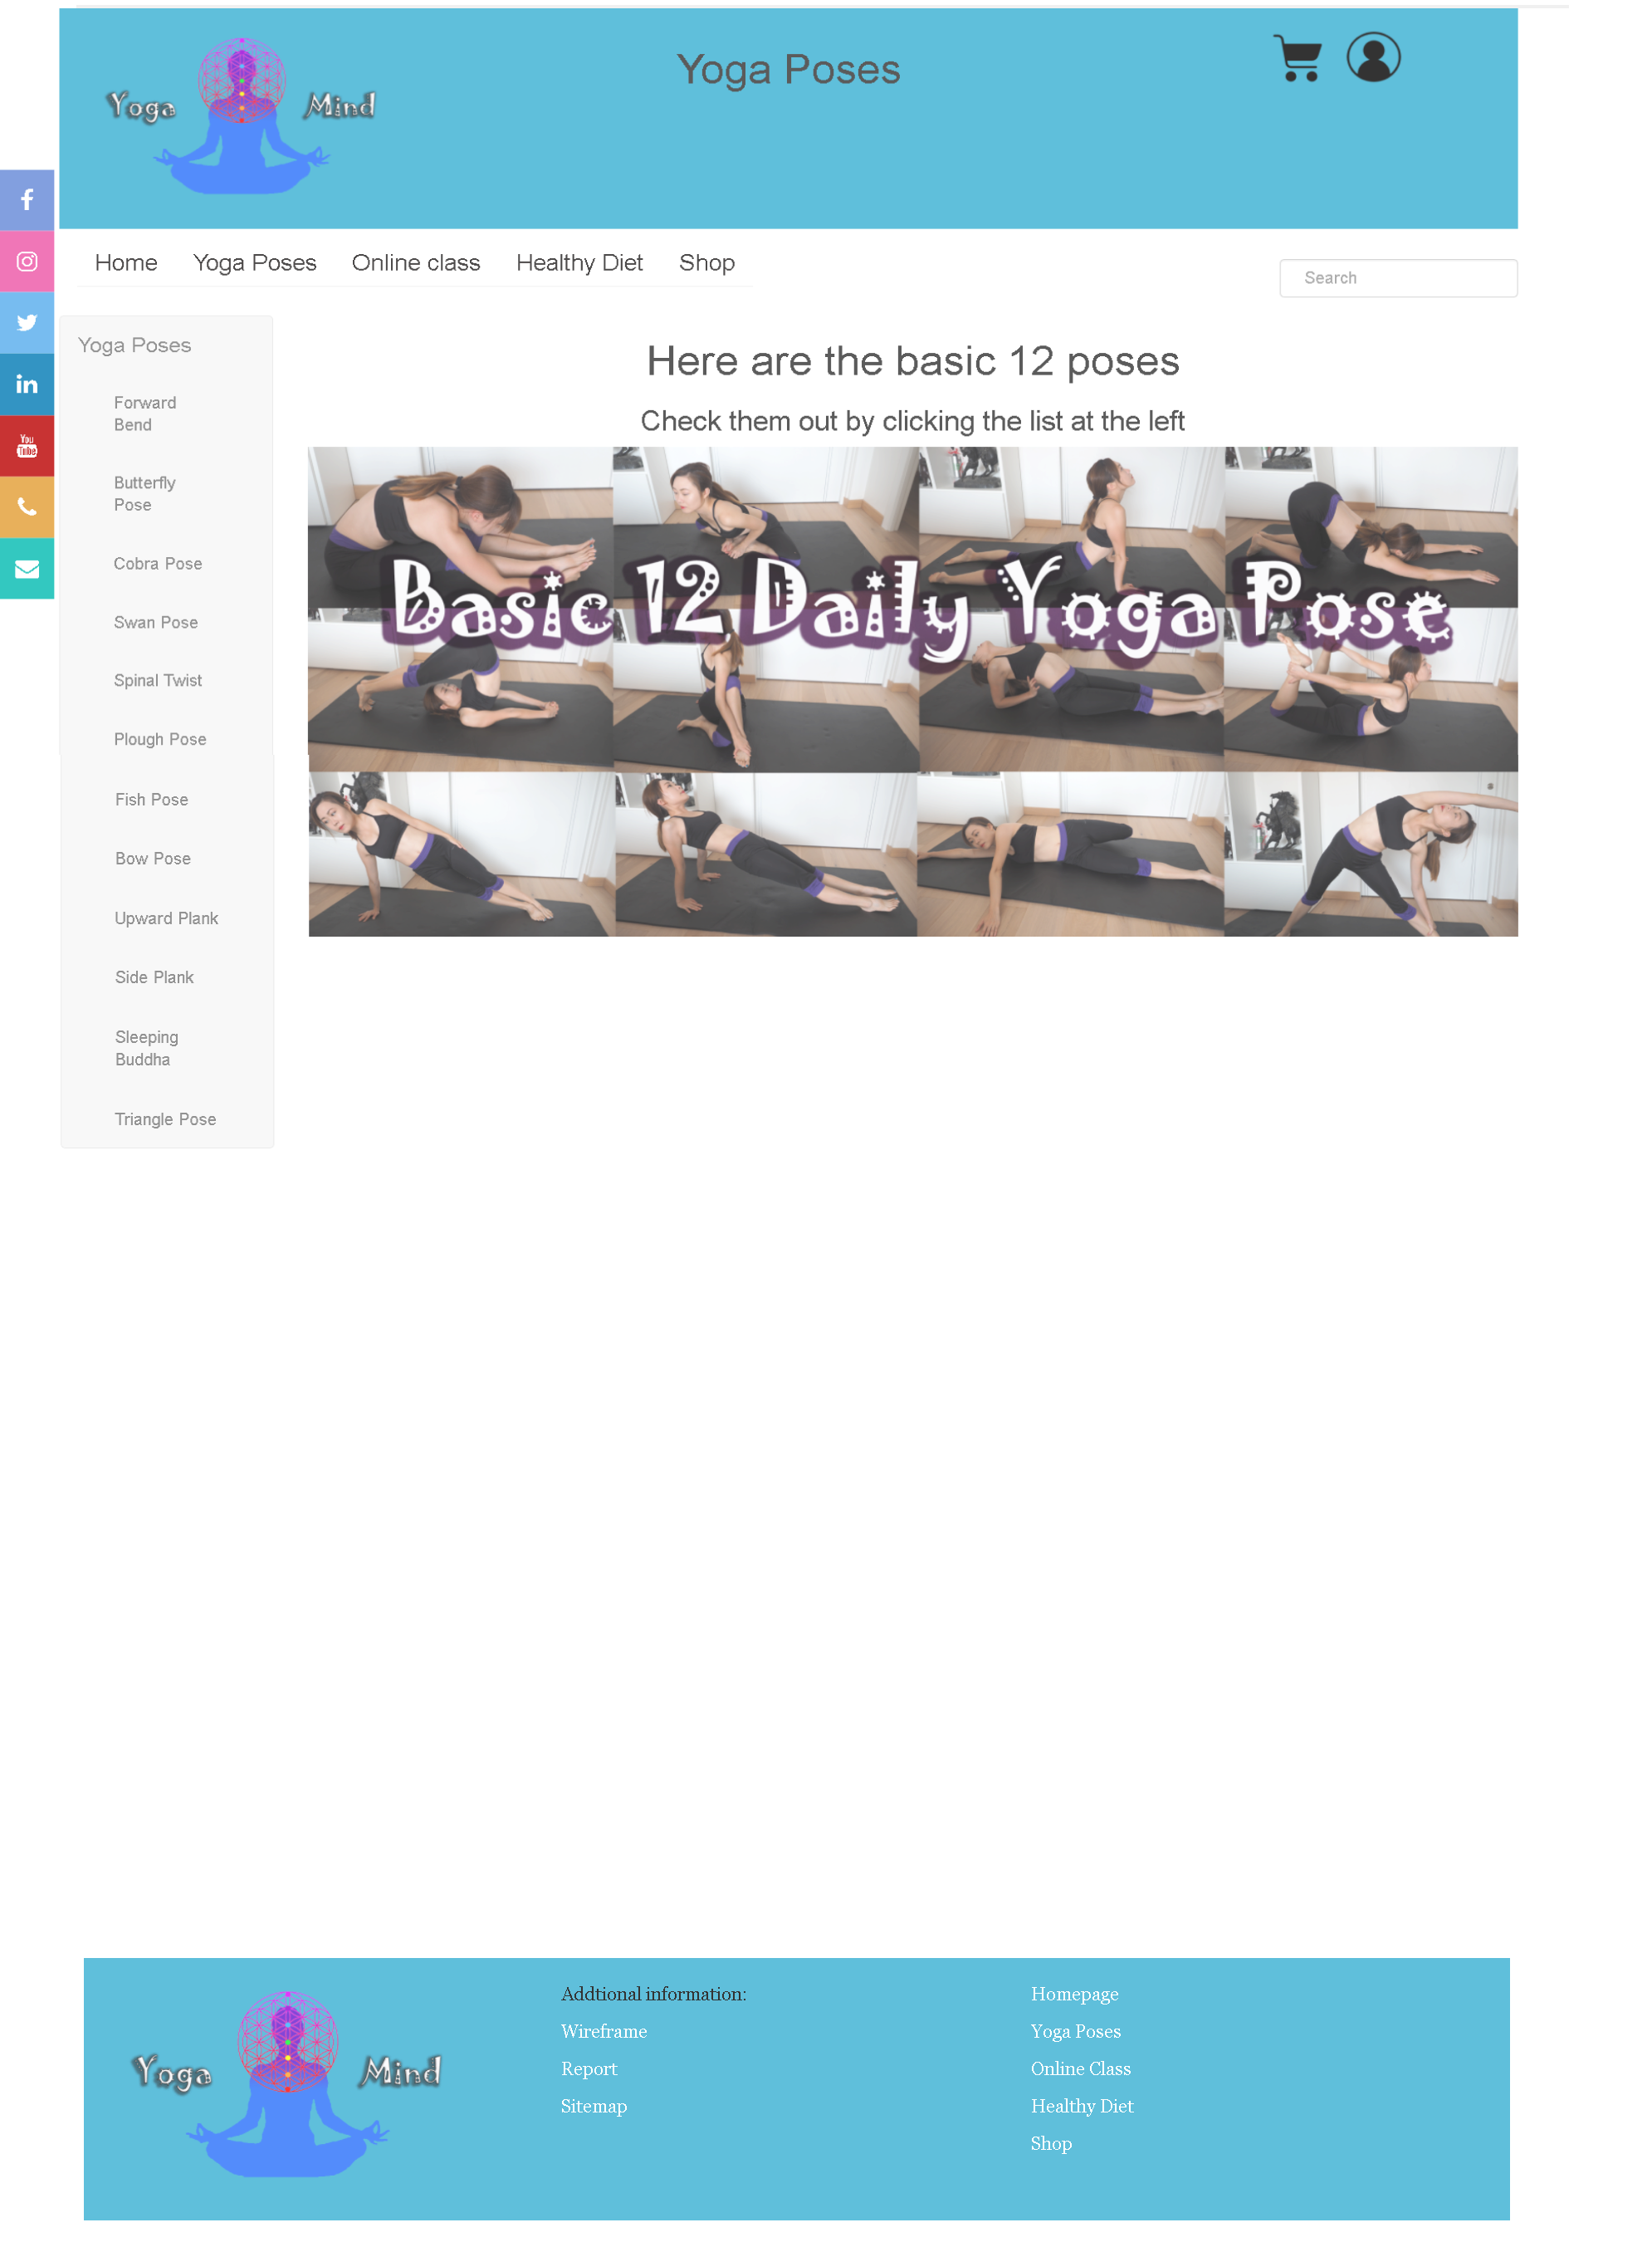 Yoga Mind
Yoga Poses
Home Yoga Poses Online class Healthy Diet Shop
Search
You
Tube
Yoga Poses
Forward
Bend
Butterfly
Pose
Cobra Pose
Swan Pose
Spinal Twist
Plough Pose
Fish Pose
Bow Pose
Upward Plank
Side Plank
Sleeping
Buddha
Triangle Pose
Here are the basic 12 poses
Check them out by clicking the list at the left
Basic 12 Daily Yoga Pose
Yoga Mind
Addtional information:
Wireframe
Report
Sitemap
Homepage
Yoga Poses
Online Class
Healthy Diet
Shop